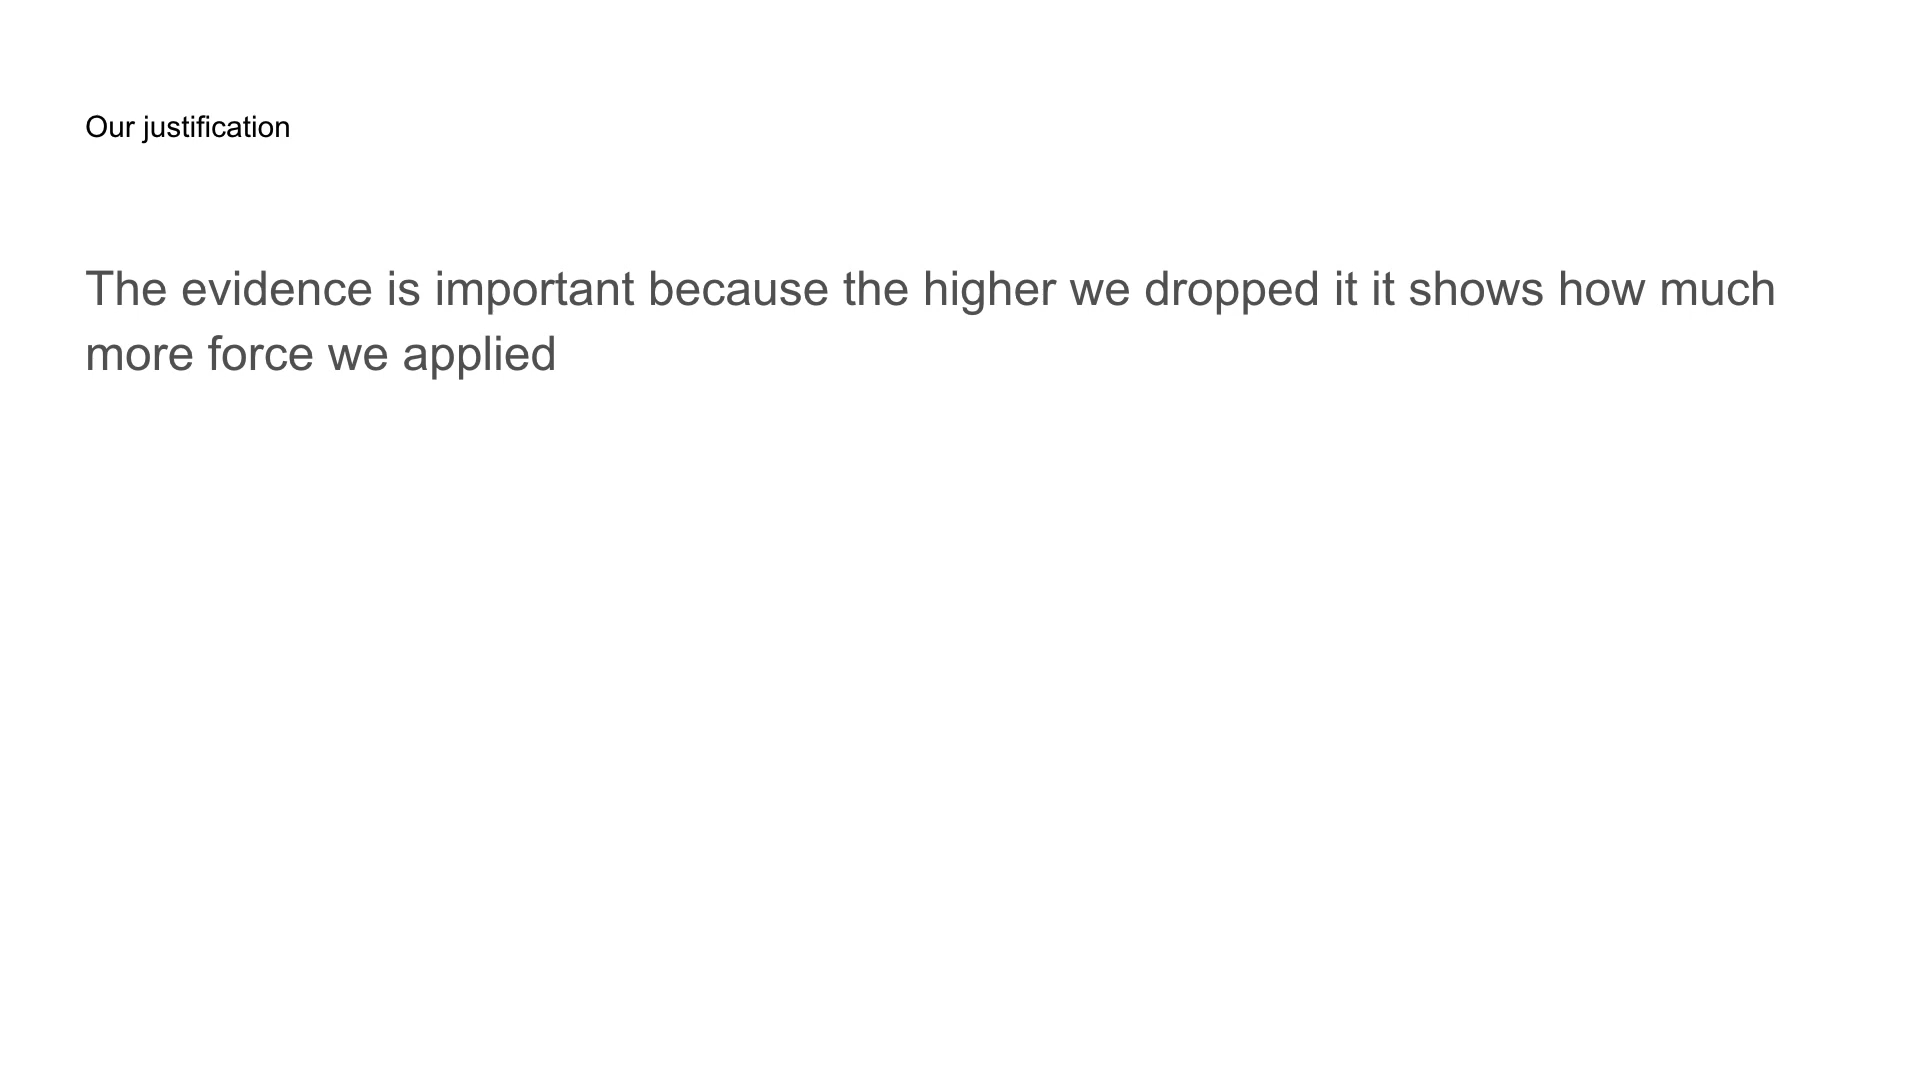 Our justification
The evidence is important because the higher we dropped it it shows how much
more force we applied